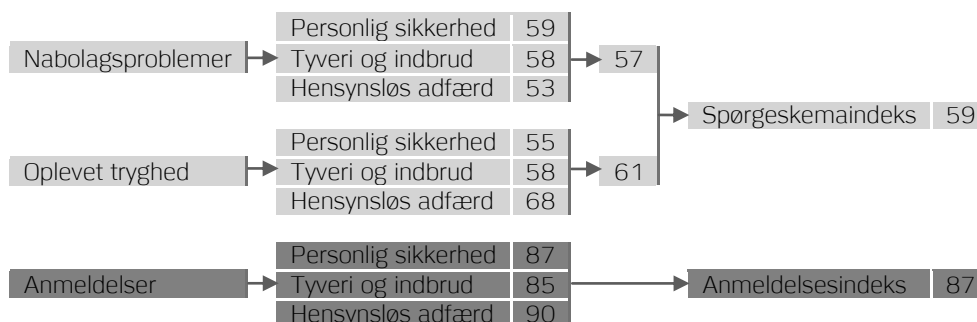 Personlig sikkerhed 59
Nabolagsproblemer Tyveri og indbrud 58 57
Hensynsløs adfærd 53
Spørgeskemaindeks 59
Personlig sikkerhed 55
Oplevet tryghed Tyveri og indbrud 58 61
Hensynsløs adfærd 68
Personlig sikkerhed 87
Anmeldelser Tyveri og indbrud 85 Anmeldelsesindeks 87
Hensynsløs adfærd 90